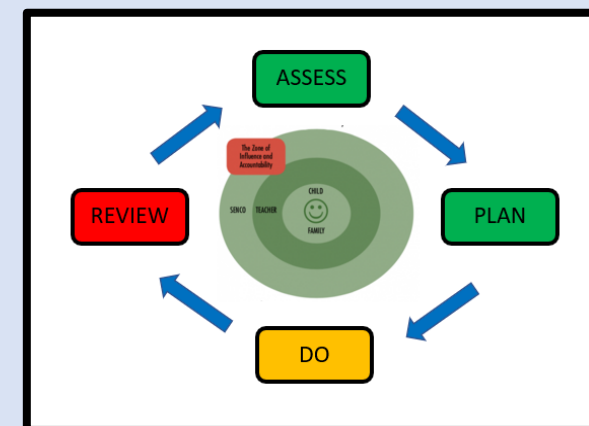 ASSESS
The Zone of
Influence and
Accountability
CHILD
REVIEW
SENCO TEACHER
PLAN
FAMILY
DO